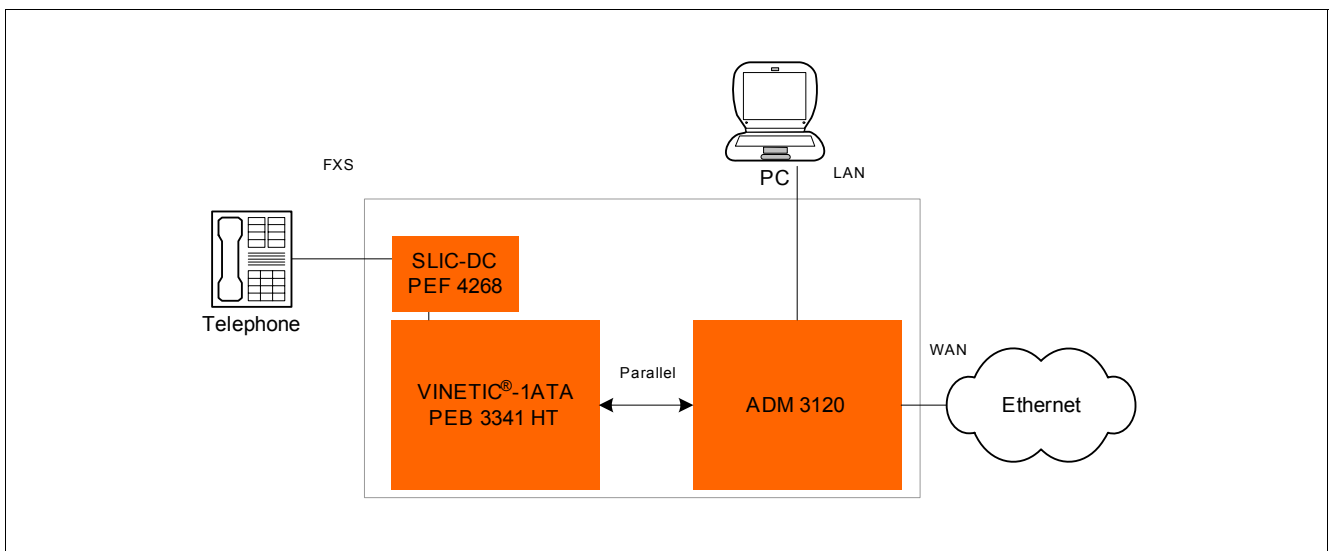 FXS
PC
LAN
SLIC-DC
PEF 4268
Telephone
VINETIC®-1ATA
PEB 3341 HT
Parallel
ADM 3120
WAN
Ethernet